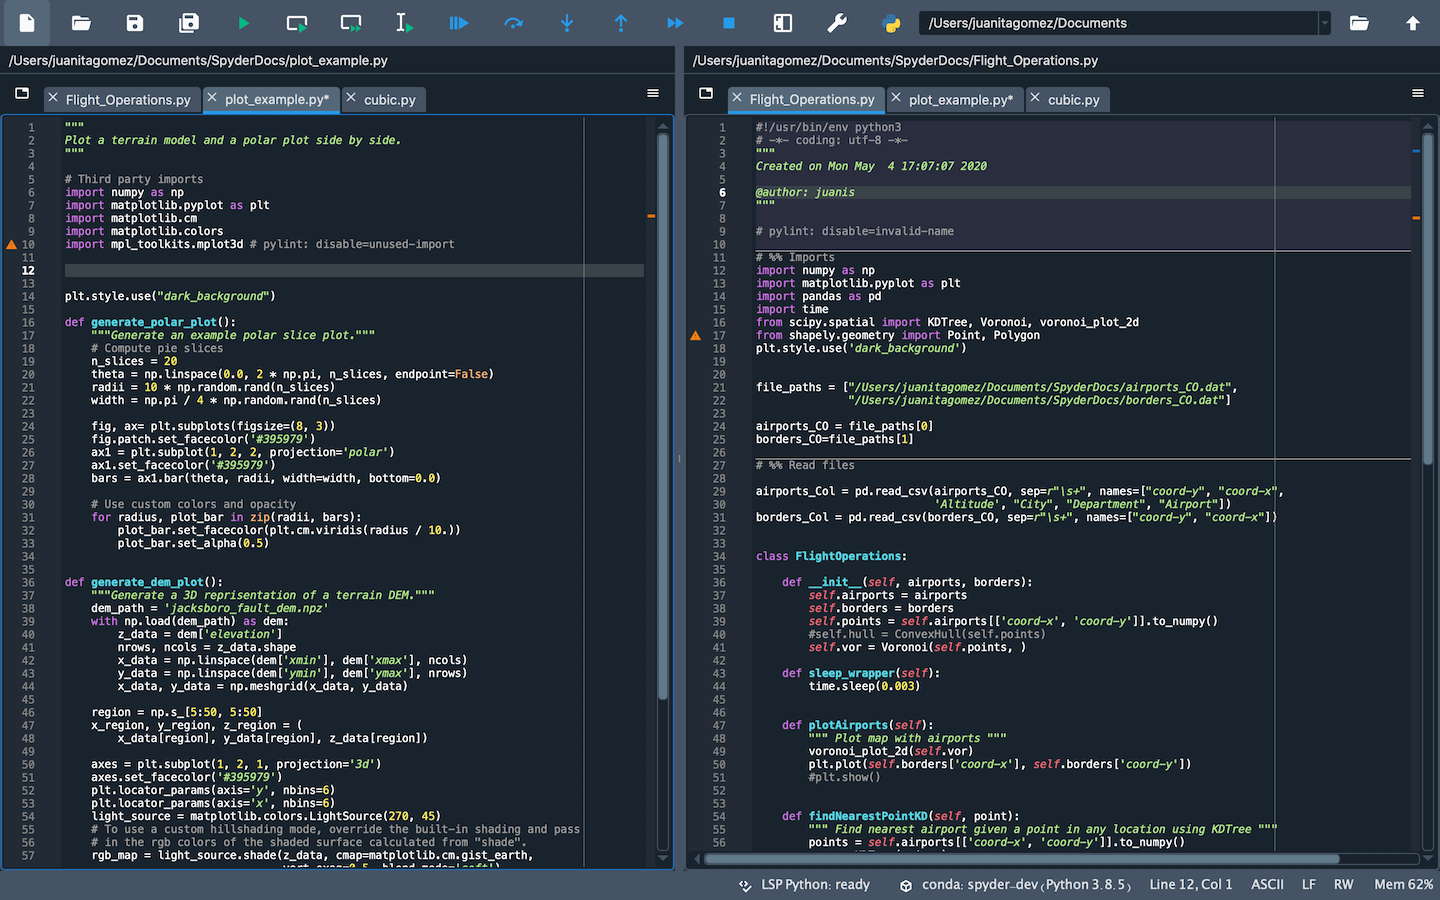 /Users/juanitagomez/Documents
/Users/juanitagomez/Documents/SpyderDocs/plot_example.py
Flight_Operations.py
plot_example.py*
cubic.py
1 """
2 Plot a terrain model and a polar plot side by side.
3 """
4
5 # Third party imports
6 import numpy as np
7 import matplotlib.pyplot as plt
8 import matplotlib.cm
9 import matplotlib.colors
10 import mpl_toolkits.mplot3d # pylint: disable=unused-import
11
12
13
14 plt.style.use("dark_background")
15
16 def generate_polar_plot():
17     """Generate an example polar slice plot."""
18     # Compute pie slices
19     n_slices = 20
20     theta = np.linspace(0.0, 2 * np.pi, n_slices, endpoint=False)
21     radii = 10 * np.random.rand(n_slices)
22     width = np.pi / 4 * np.random.rand(n_slices)
23
24     fig, ax= plt.subplots(figsize=(8, 3))
25     fig.patch.set_facecolor('#395979')
26     ax1 = plt.subplot(1, 2, 2, projection='polar')
27     ax1.set_facecolor('#395979')
28     bars = ax1.bar(theta, radii, width=width, bottom=0.0)
29
30     # Use custom colors and opacity
31     for radius, plot_bar in zip(radii, bars):
32         plot_bar.set_facecolor(plt.cm.viridis(radius / 10.))
33         plot_bar.set_alpha(0.5)
34
35
36 def generate_dem_plot():
37     """Generate a 3D reprisentation of a terrain DEM."""
38     dem_path = 'jacksboro_fault_dem.npz'
39     with np.load(dem_path) as dem:
40         z_data = dem['elevation']
41         nrows, ncols = z_data.shape
42         x_data = np.linspace(dem['xmin'], dem['xmax'], ncols)
43         y_data = np.linspace(dem['ymin'], dem['ymax'], nrows)
44         x_data, y_data = np.meshgrid(x_data, y_data)
45
46     region = np.s_[5:50, 5:50]
47     x_region, y_region, z_region = (
48         x_data[region], y_data[region], z_data[region])
49
50     axes = plt.subplot(1, 2, 1, projection='3d')
51     axes.set_facecolor('#395979')
52     plt.locator_params(axis='y', nbins=6)
53     plt.locator_params(axis='x', nbins=6)
54     light_source = matplotlib.colors.LightSource(270, 45)
55     # To use a custom hillshading mode, override the built-in shading and pass
56     # in the rgb colors of the shaded surface calculated from "shade".
57     rgb_map = light_source.shade(z_data, cmap=matplotlib.cm.gist_earth,
vert_exag=0.5, blend_mode='soft')
/Users/juanitagomez/Documents/SpyderDocs/Flight_Operations.py
Flight_Operations.py
plot_example.py*
cubic.py
1 #!/usr/bin/env python3
2 # -*- coding: utf-8 -*-
3 """
4 Created on Mon May  4 17:07:07 2020
5
6 @author: juanis
7 """
8
9 # pylint: disable=invalid-name
10
11 # %% Imports
12 import numpy as np
13 import matplotlib.pyplot as plt
14 import pandas as pd
15 import time
16 from scipy.spatial import KDTree, Voronoi, voronoi_plot_2d
17 from shapely.geometry import Point, Polygon
18 plt.style.use('dark_background')
19
20
21 file_paths = ["/Users/juanitagomez/Documents/SpyderDocs/airports_CO.dat",
22               "/Users/juanitagomez/Documents/SpyderDocs/borders_CO.dat"]
23
24 airports_CO = file_paths[0]
25 borders_CO=file_paths[1]
26
27 # %% Read files
28
29 airports_Col = pd.read_csv(airports_CO, sep=r"\s+", names=["coord-y", "coord-x",
30                            'Altitude', "City", "Department", "Airport"])
31 borders_Col = pd.read_csv(borders_CO, sep=r"\s+", names=["coord-y", "coord-x"])
32
33
34 class FlightOperations:
35
36     def __init__(self, airports, borders):
37         self.airports = airports
38         self.borders = borders
39         self.points = self.airports[['coord-x', 'coord-y']].to_numpy()
40         #self.hull = ConvexHull(self.points)
41         self.vor = Voronoi(self.points, )
42
43     def sleep_wrapper(self):
44         time.sleep(0.003)
45
46
47     def plotAirports(self):
48         """ Plot map with airports """
49         voronoi_plot_2d(self.vor)
50         plt.plot(self.borders['coord-x'], self.borders['coord-y'])
51         #plt.show()
52
53
54     def findNearestPointKD(self, point):
55         """ Find nearest airport given a point in any location using KDTree """
56         points = self.airports[['coord-x', 'coord-y']].to_numpy()
LSP Python: ready
conda: spyder-dev (Python 3.8.5)
Line 12, Col 1
ASCII
LF
RW
Mem 62%